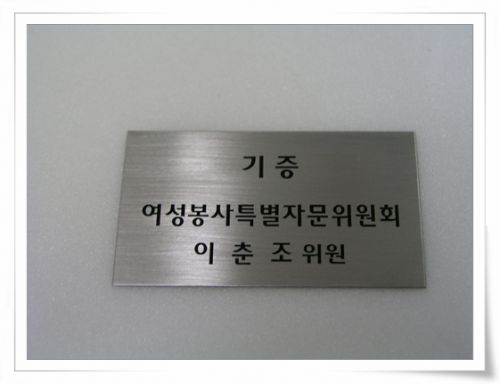 기 증
여성봉사특별자문위원회
이 춘 조 위원